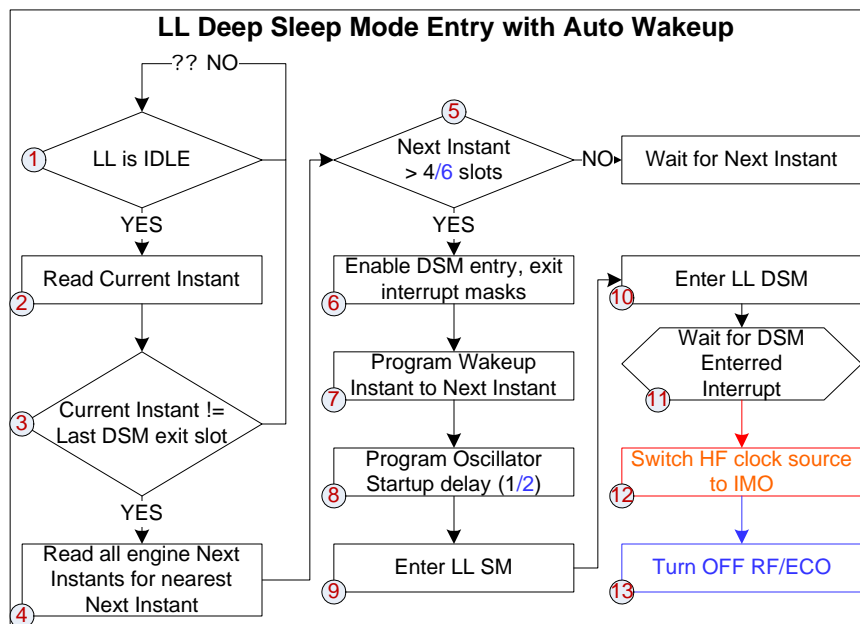 LL Deep Sleep Mode Entry with Auto Wakeup
?? NO
1
LL is IDLE
YES
2
Read Current Instant
3
Current Instant !=
Last DSM exit slot
YES
4
Read all engine Next
Instants for nearest
Next Instant
5
Next Instant
> 4/6 slots
NO
Wait for Next Instant
YES
6
Enable DSM entry, exit
interrupt masks
7
Program Wakeup
Instant to Next Instant
8
Program Oscillator
Startup delay (1/2)
9
Enter LL SM
10
Enter LL DSM
11
Wait for DSM
Enterred
Interrupt
12
Switch HF clock source
to IMO
13
Turn OFF RF/ECO